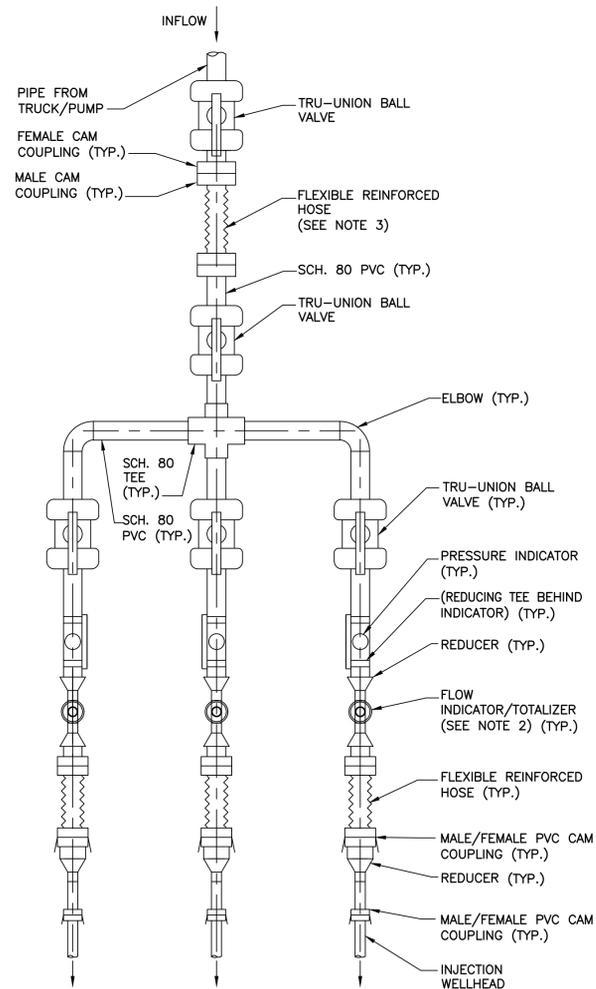 INFLOW
PIPE FROM
TRUCK/PUMP
TRU-UNION BALL
VALVE
FEMALE CAM
COUPLING (TYP.)
MALE CAM
COUPLING (TYP.)
FLEXIBLE REINFORCED
HOSE
(SEE NOTE 3)
SCH. 80 PVC (TYP.)
TRU-UNION BALL
VALVE
ELBOW (TYP.)
SCH. 80
TEE
(TYP.)
SCH. 80
PVC (TYP.)
TRU-UNION BALL
VALVE (TYP.)
PRESSURE INDICATOR
(TYP.)
(REDUCING TEE BEHIND
INDICATOR) (TYP.)
REDUCER (TYP.)
FLOW
INDICATOR/TOTALIZER
(SEE NOTE 2) (TYP.)
FLEXIBLE REINFORCED
HOSE (TYP.)
MALE/FEMALE PVC CAM
COUPLING (TYP.)
REDUCER (TYP.)
MALE/FEMALE PVC CAM
COUPLING (TYP.)
INJECTION
WELLHEAD